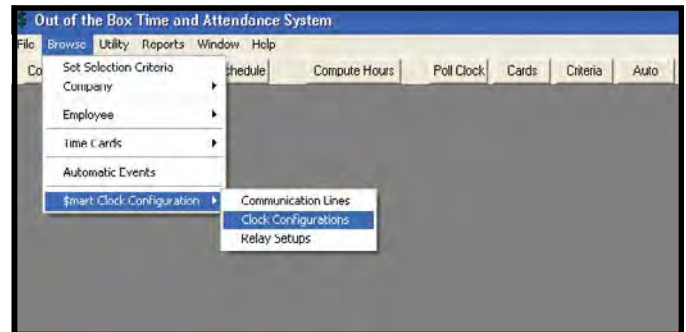 Out of the Box Time and Attendance System
File Browse Utility Reports Window Help
Co hedule Compute Hours Poll Clock Cards Criteria Auto
Set Selection Criteria
Company
Employee
Time Cards
Automatic Events
$mart Clock Configuration
Communication Lines
Clock Configurations
Relay Setups